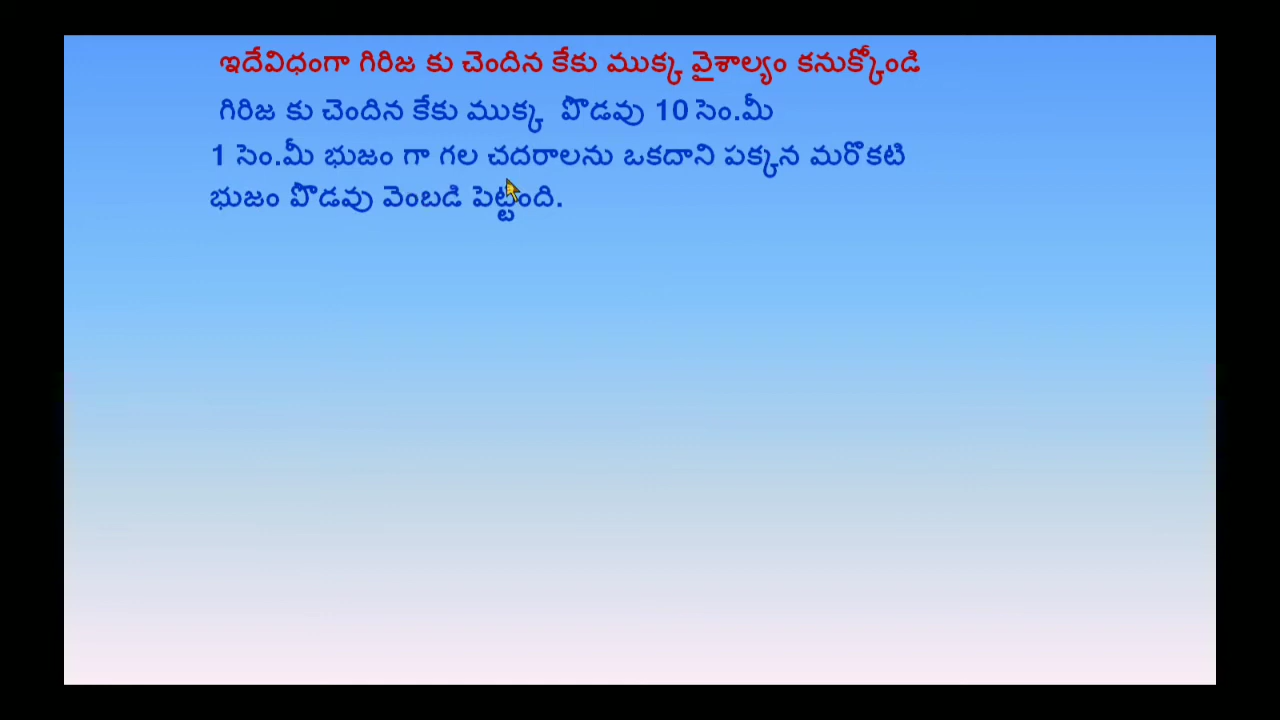 ఇదేవిధంగా గిరిజ కు చెందిన కేకు ముక్క వైశాల్యం కనుక్కోండి
గిరిజ కు చెందిన కేకు ముక్క పొడవు 10 సెం.మీ
1 సెం.మీ భుజం గా గల చదరాలను ఒకదాని పక్కన మరొకటి
భుజం పొడవు వెంబడి పెట్టింది.